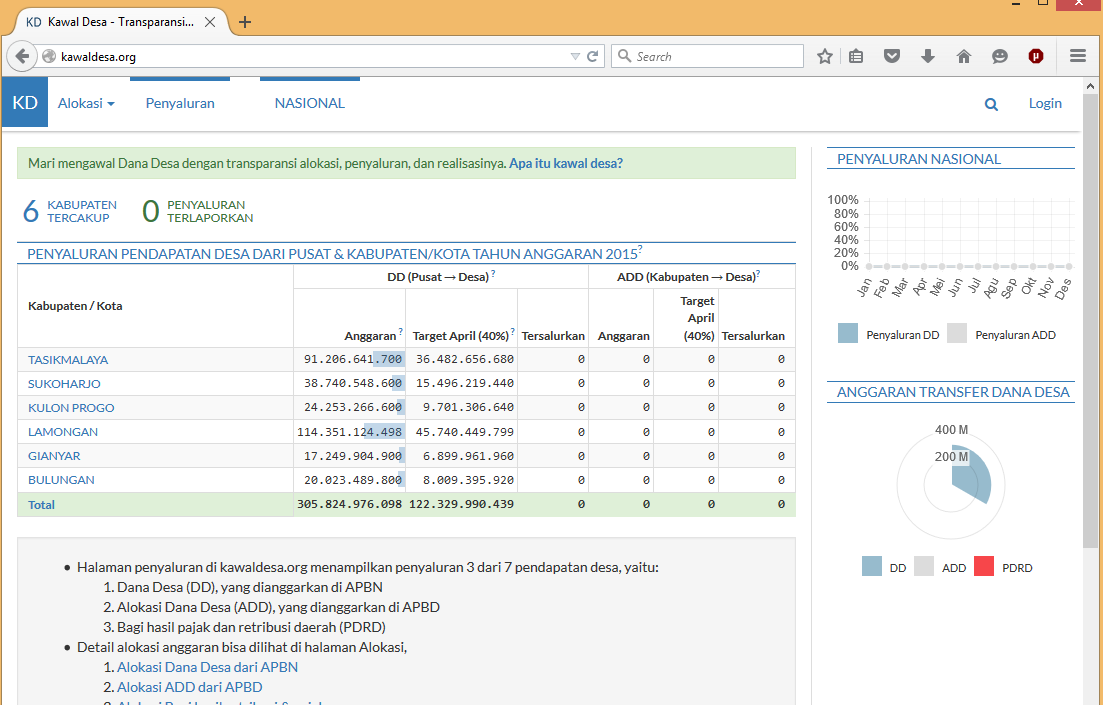 KD Kawal Desa - Transparansi...
kawaldesa.org
Search
KD
Alokasi
Penyaluran
NASIONAL
Login
Mari mengawal Dana Desa dengan transparansi alokasi, penyaluran, dan realisasinya. Apa itu kawal desa?
6 KABUPATEN TERCAKUP
0 PENYALURAN TERLAPORKAN
PENYALURAN PENDAPATAN DESA DARI PUSAT & KABUPATEN/KOTA TAHUN ANGGARAN 2015?
Kabupaten / Kota
DD (Pusat → Desa) ?
ADD (Kabupaten → Desa)?
Anggaran ? Target April (40%) ? Tersalurkan Anggaran Target April (40%) Tersalurkan
TASIKMALAYA 91.206.641.700 36.482.656.680 0 0 0 0
SUKOHARJO 38.740.548.600 15.496.219.440 0 0 0 0
KULON PROGO 24.253.266.600 9.701.306.640 0 0 0 0
LAMONGAN 114.351.124.498 45.740.449.799 0 0 0 0
GIANYAR 17.249.904.900 6.899.961.960 0 0 0 0
BULUNGAN 20.023.489.800 8.009.395.920 0 0 0 0
Total 305.824.976.098 122.329.990.439 0 0 0 0
Halaman penyaluran di kawaldesa.org menampilkan penyaluran 3 dari 7 pendapatan desa, yaitu:
1. Dana Desa (DD), yang dianggarkan di APBN
2. Alokasi Dana Desa (ADD), yang dianggarkan di APBD
3. Bagi hasil pajak dan retribusi daerah (PDRD)
Detail alokasi anggaran bisa dilihat di halaman Alokasi,
1. Alokasi Dana Desa dari APBN
2. Alokasi ADD dari APBD
PENYALURAN NASIONAL
100%
80%
60%
40%
20%
0%
Jan Feb Mar Apr Mei Jun Jul Agu Sep Okt Nov Des
Penyaluran DD Penyaluran ADD
ANGGARAN TRANSFER DANA DESA
400 M
200 M
DD ADD PDRD